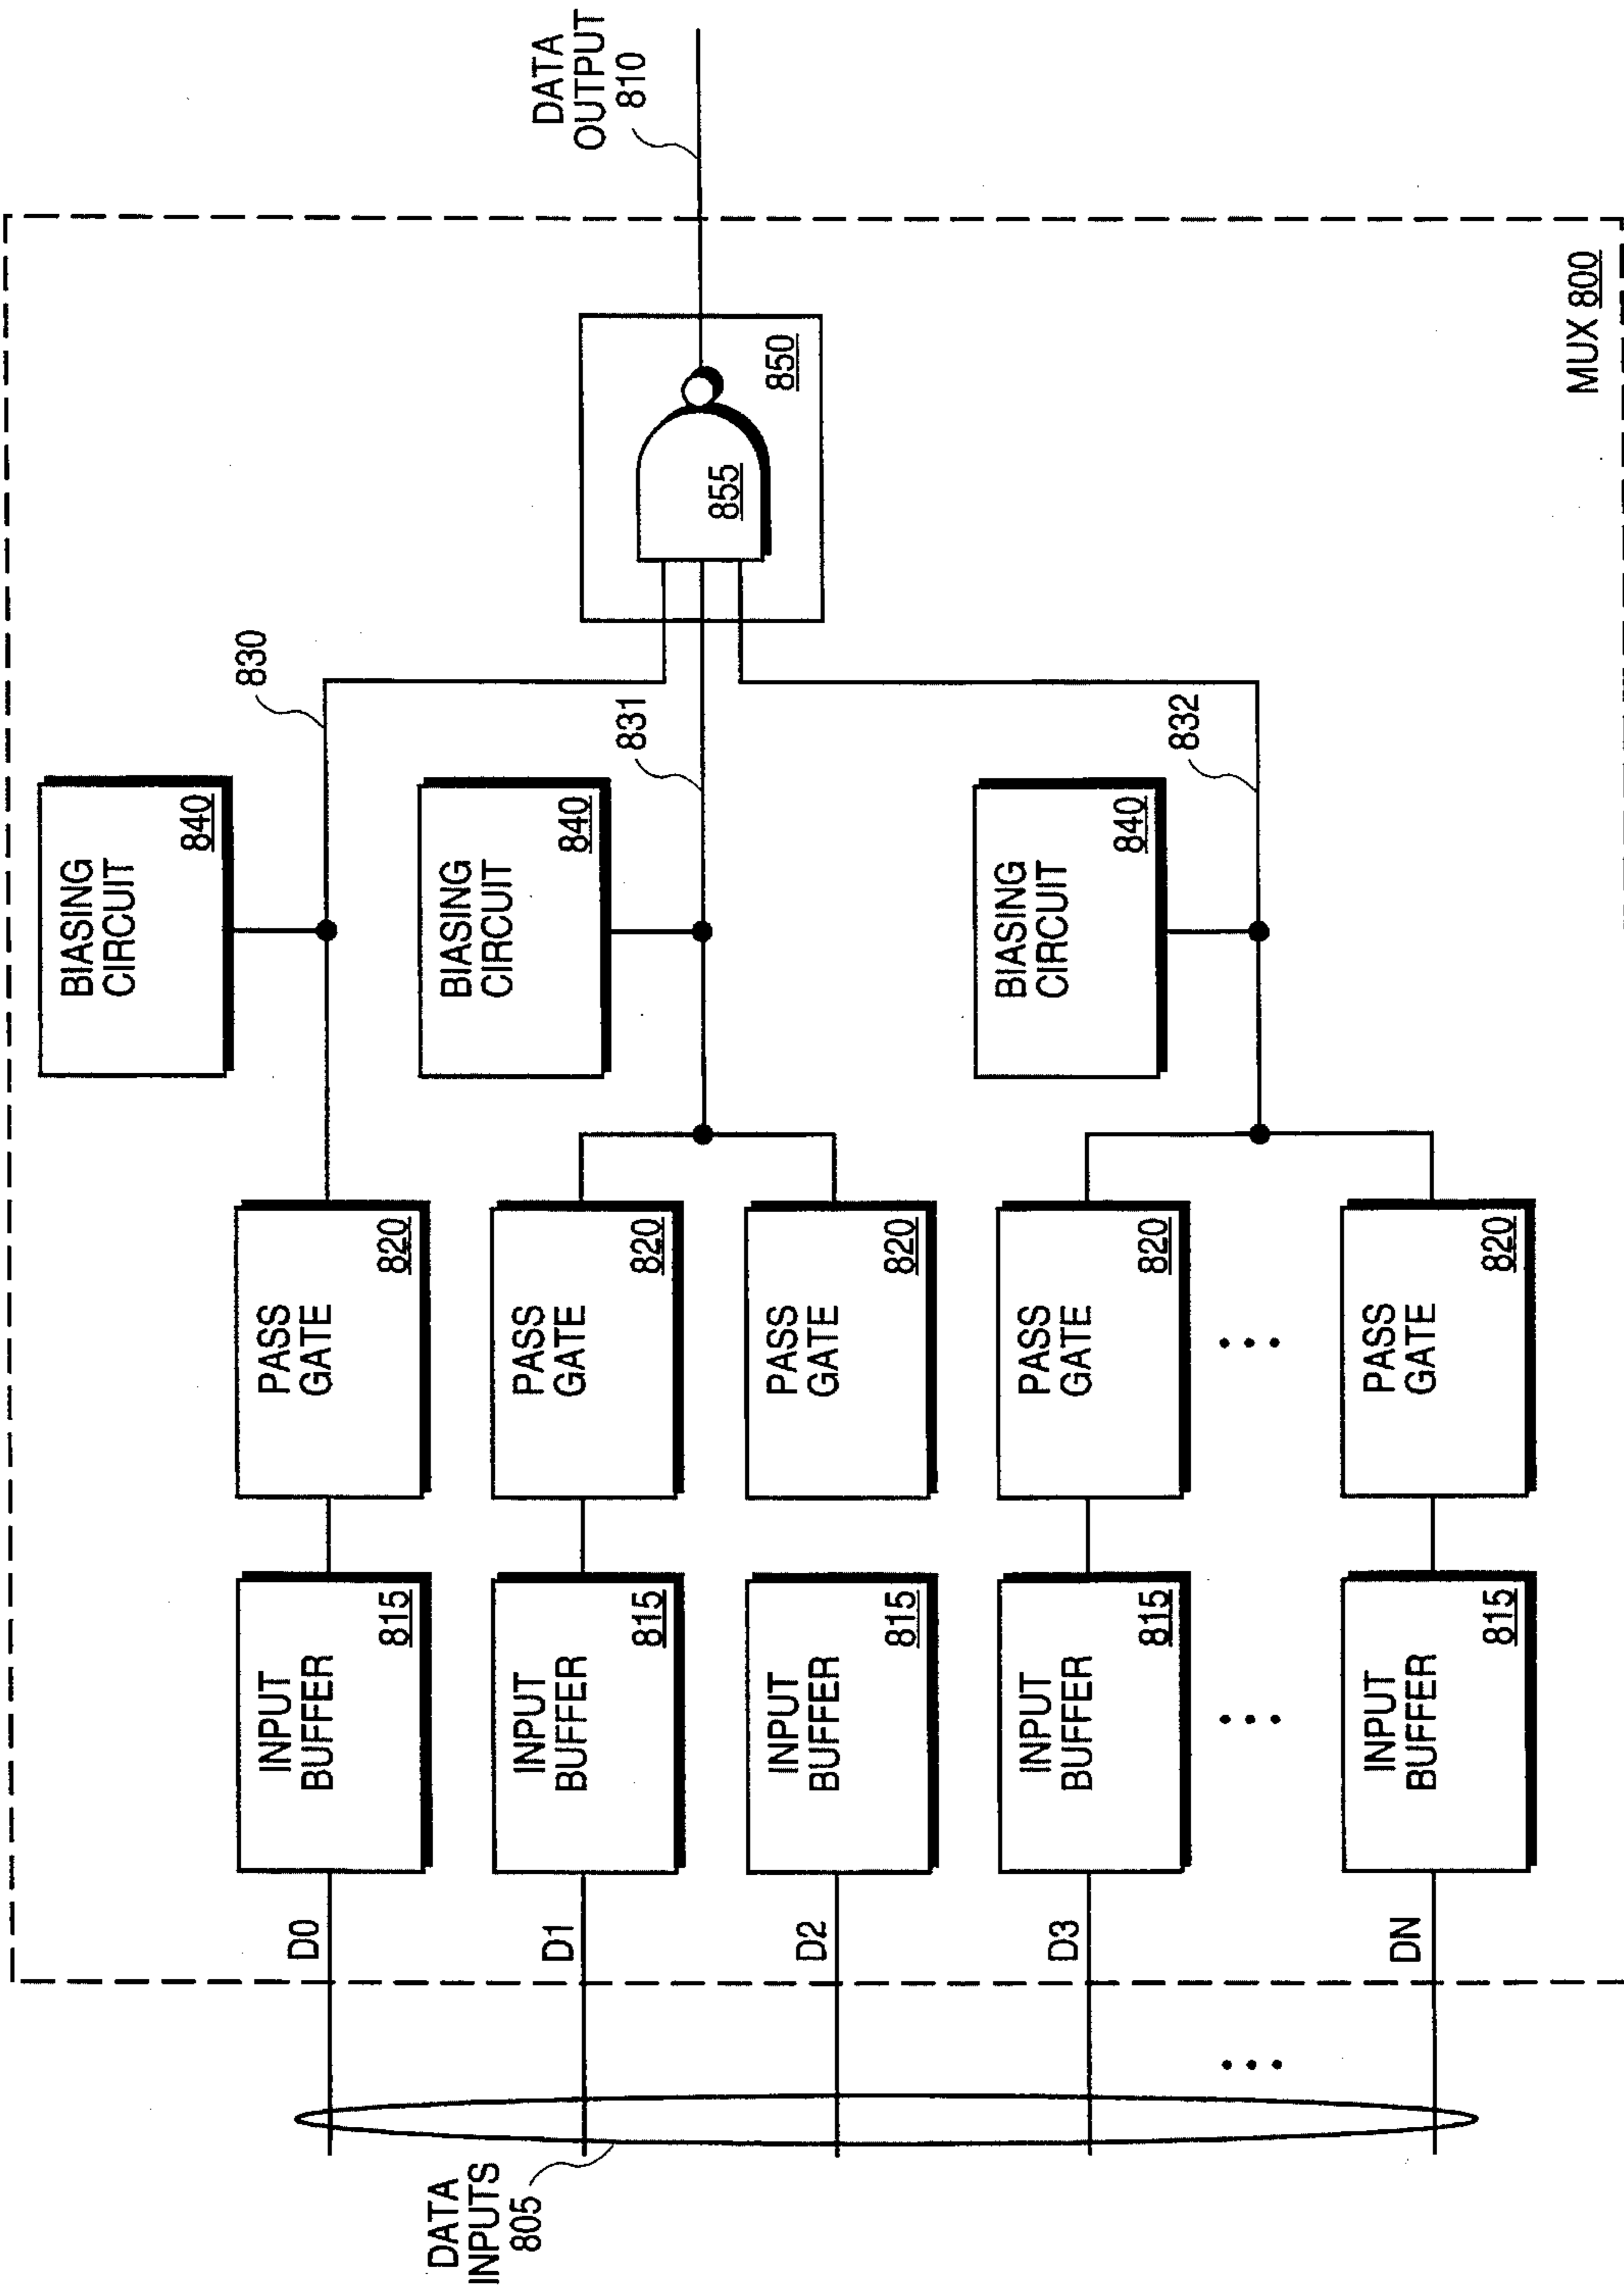 DATA
INPUTS
805
D0
D1
D2
D3
DN
...
INPUT
BUFFER
815
INPUT
BUFFER
815
INPUT
BUFFER
815
INPUT
BUFFER
815
...
INPUT
BUFFER
815
PASS
GATE
820
PASS
GATE
820
PASS
GATE
820
PASS
GATE
820
...
PASS
GATE
820
BIASING
CIRCUIT
840
BIASING
CIRCUIT
840
BIASING
CIRCUIT
840
830
831
832
855
850
DATA
OUTPUT
810
MUX 800